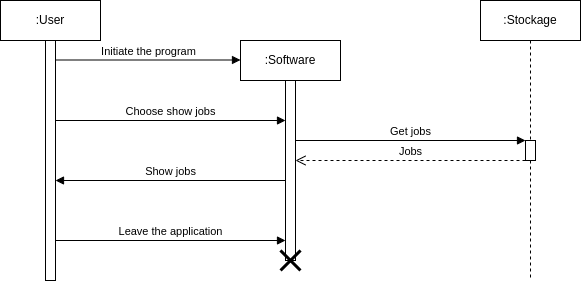 :User
:Stockage
Initiate the program
:Software
Choose show jobs
Get jobs
Jobs
Show jobs
Leave the application